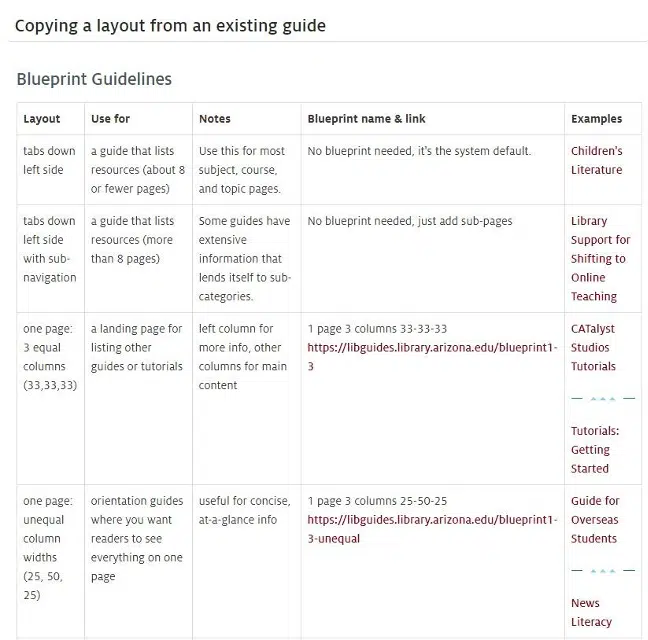 Copying a layout from an existing guide
Blueprint Guidelines
Layout Use for Notes Blueprint name & link Examples
tabs down
left side
a guide that lists
resources (about 8
or fewer pages)
Use this for most
subject, course,
and topic pages.
No blueprint needed, it's the system default.
Children's
Literature
tabs down
left side
with sub-
navigation
a guide that lists
resources (more
than 8 pages)
Some guides have
extensive
information that
lends itself to sub-
categories.
No blueprint needed, just add sub-pages
Library
Support for
Shifting to
Online
Teaching
one page:
3 equal
columns
(33,33,33)
a landing page for
listing other
guides or tutorials
left column for
more info, other
columns for main
content
1 page 3 columns 33-33-33
https://libguides.library.arizona.edu/blueprint1-
3
CATalyst
Studios
Tutorials
Tutorials:
Getting
Started
one page:
unequal
column
widths
(25, 50,
25)
orientation guides
where you want
readers to see
everything on one
page
useful for concise,
at-a-glance info
1 page 3 columns 25-50-25
https://libguides.library.arizona.edu/blueprint1-
3-unequal
Guide for
Overseas
Students
News
Literacy